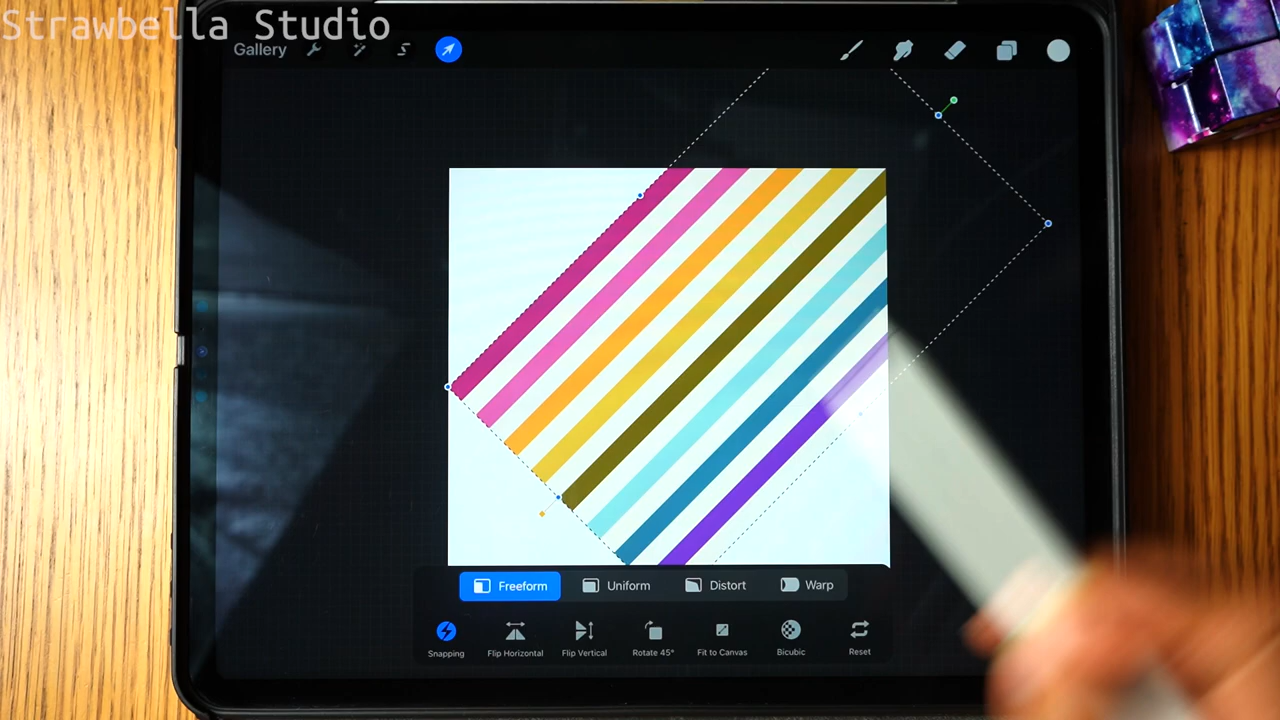 Strawbella Studio
Gallery
Freeform Uniform Distort Warp
Snapping Flip Horizontal Flip Vertical Rotate 45° Fit to Canvas Bicubic Reset